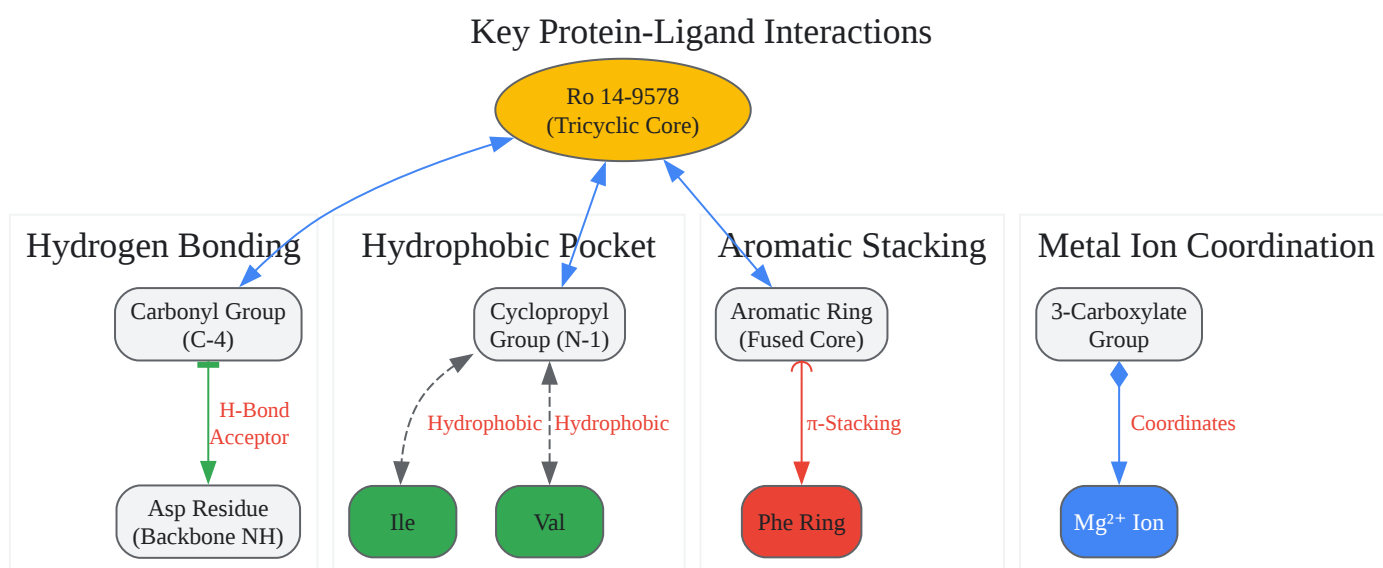 Key Protein-Ligand Interactions
Ro 14-9578
(Tricyclic Core)
Hydrogen Bonding
Hydrophobic Pocket
Aromatic Stacking
Metal Ion Coordination
Carbonyl Group
(C-4)
Cyclopropyl
Group (N-1)
Aromatic Ring
(Fused Core)
3-Carboxylate
Group
H-Bond
Acceptor
Hydrophobic
Hydrophobic
π-Stacking
Coordinates
Asp Residue
(Backbone NH)
Ile
Val
Phe Ring
Mg²⁺ Ion